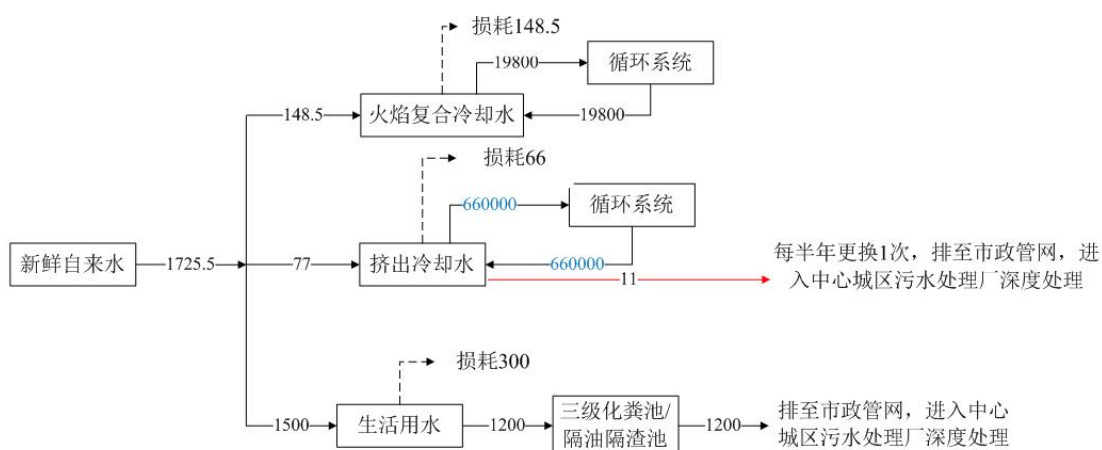 损耗148.5
19800
循环系统
148.5
火焰复合冷却水
19800
损耗66
660000
循环系统
新鲜自来水
1725.5
77
挤出冷却水
660000
11
每半年更换1次，排至市政管网，进
入中心城区污水处理厂深度处理
损耗300
1500
生活用水
1200
三级化粪池/
隔油隔渣池
1200
排至市政管网，进入中心
城区污水处理厂深度处理